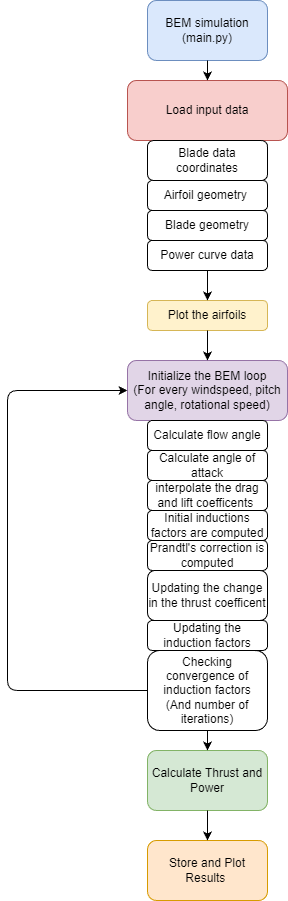 BEM simulation
(main.py)
Load input data
Blade data
coordinates
Airfoil geometry
Blade geometry
Power curve data
Plot the airfoils
Initialize the BEM loop
(For every windspeed, pitch
angle, rotational speed)
Calculate flow angle
Calculate angle of
attack
interpolate the drag
and lift coefficents
Initial inductions
factors are computed
Prandtl's correction is
computed
Updating the change
in the thrust coefficent
Updating the
induction factors
Checking
convergence of
induction factors
(And number of
iterations)
Calculate Thrust and
Power
Store and Plot
Results